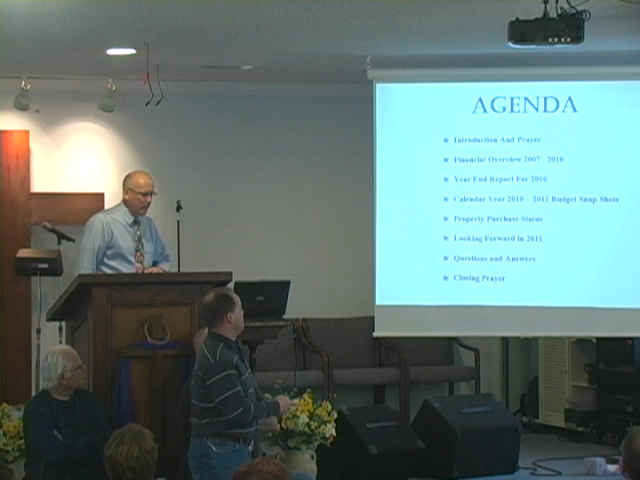 AGENDA
Introduction And Prayer
Financial Overview 2007 - 2010
Year End Report For 2010
Calendar Year 2010 - 2011 Budget Snap Shots
Property Purchase Status
Looking Forward in 2011
Questions and Answers
Closing Prayer